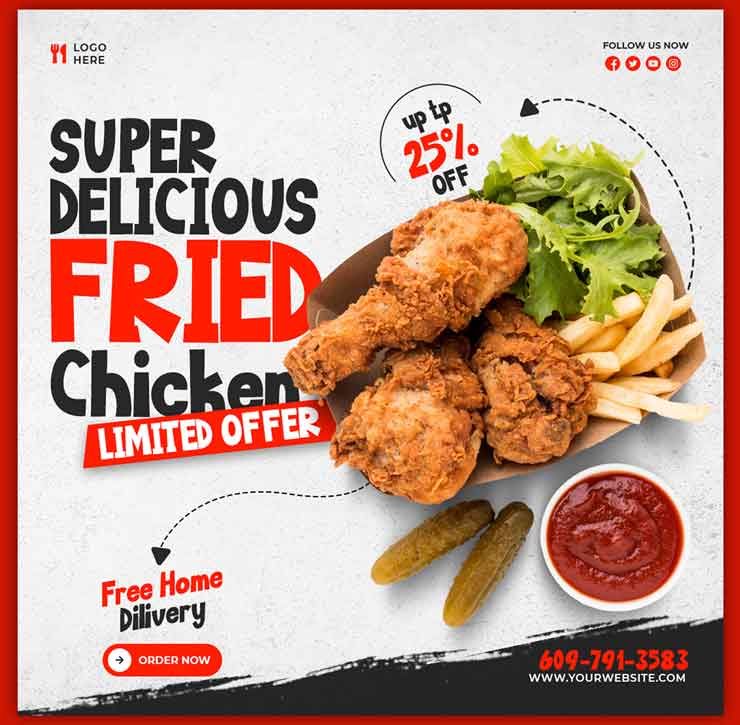 LOGO
HERE
FOLLOW US NOW
SUPER
DELICIOUS
FRIED
Chicken
LIMITED OFFER
up tp
25%
OFF
Free Home
Dilivery
ORDER NOW
609-791-3583
WWW.YOURWEBSITE.COM